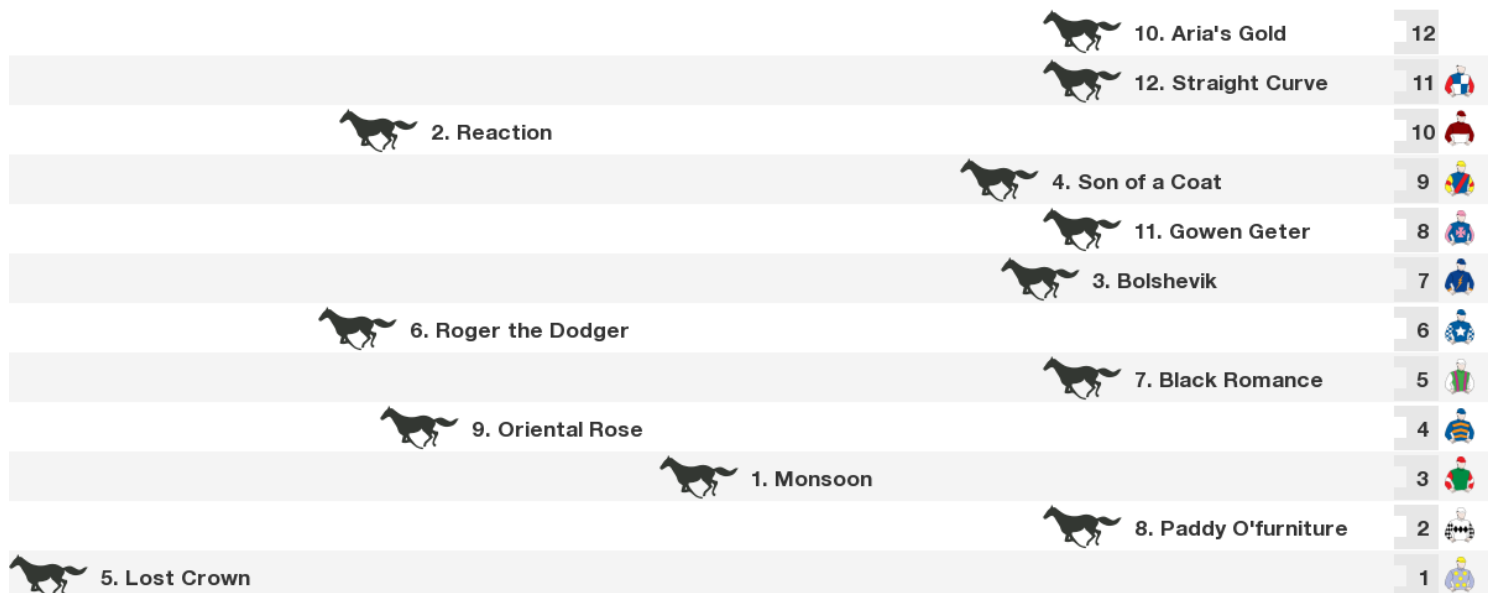 10. Aria's Gold 12
12. Straight Curve 11
2. Reaction 10
4. Son of a Coat 9
11. Gowen Geter 8
3. Bolshevik 7
6. Roger the Dodger 6
7. Black Romance 5
9. Oriental Rose 4
1. Monsoon 3
8. Paddy O'furniture 2
5. Lost Crown 1